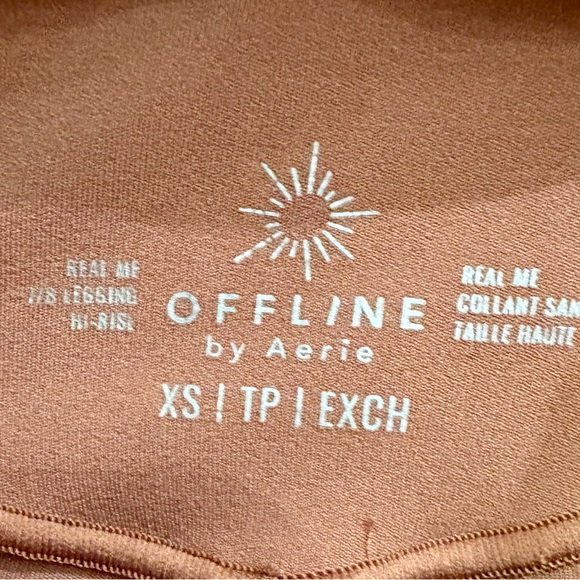 REAL ME
7/8 LEGGING
HI-RISE
OFFLINE
by Aerie
XS | TP | EXCH
REAL ME
COLLANT SAN
TAILLE HAUTE